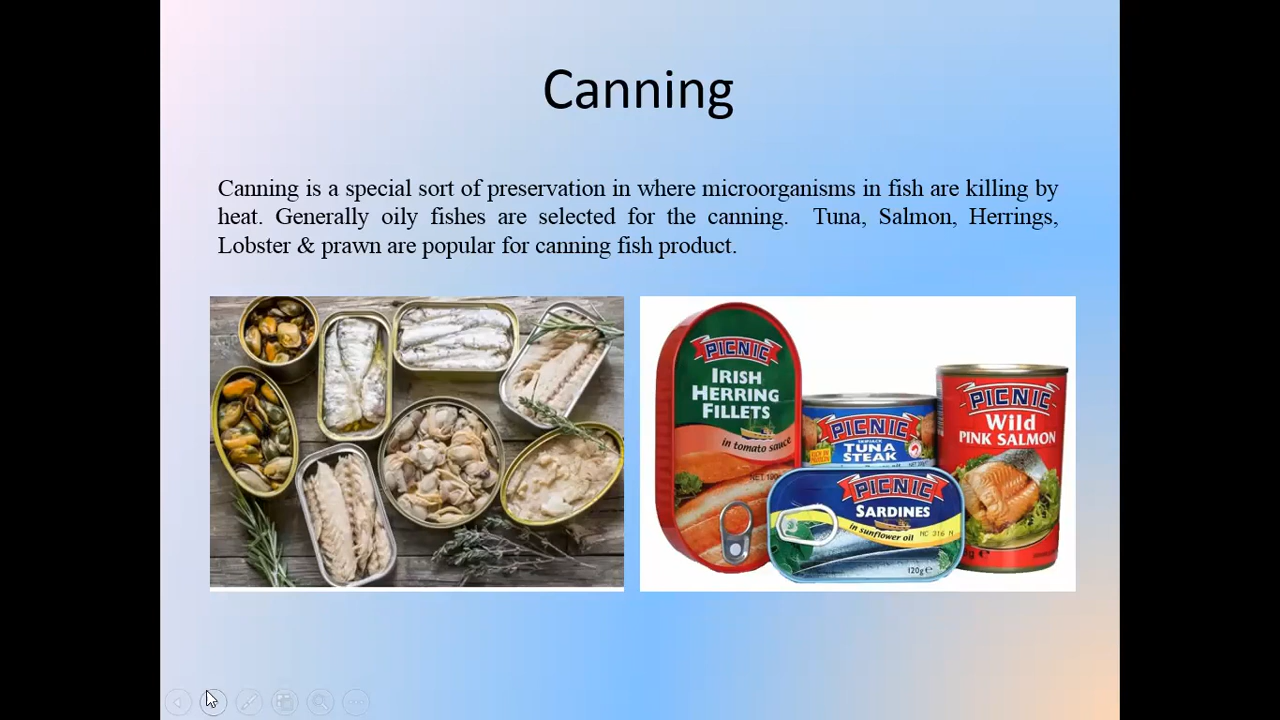 Canning
Canning is a special sort of preservation in where microorganisms in fish are killing by
heat. Generally oily fishes are selected for the canning. Tuna, Salmon, Herrings,
Lobster & prawn are popular for canning fish product.
PICNIC
IRISH
HERRING
FILLETS
in tomato sauce
PICNIC
SKIPJACK
TUNA
STEAK
PICNIC
Wild
PINK SALMON
PICNIC
SARDINES
in sunflower oil
120g e